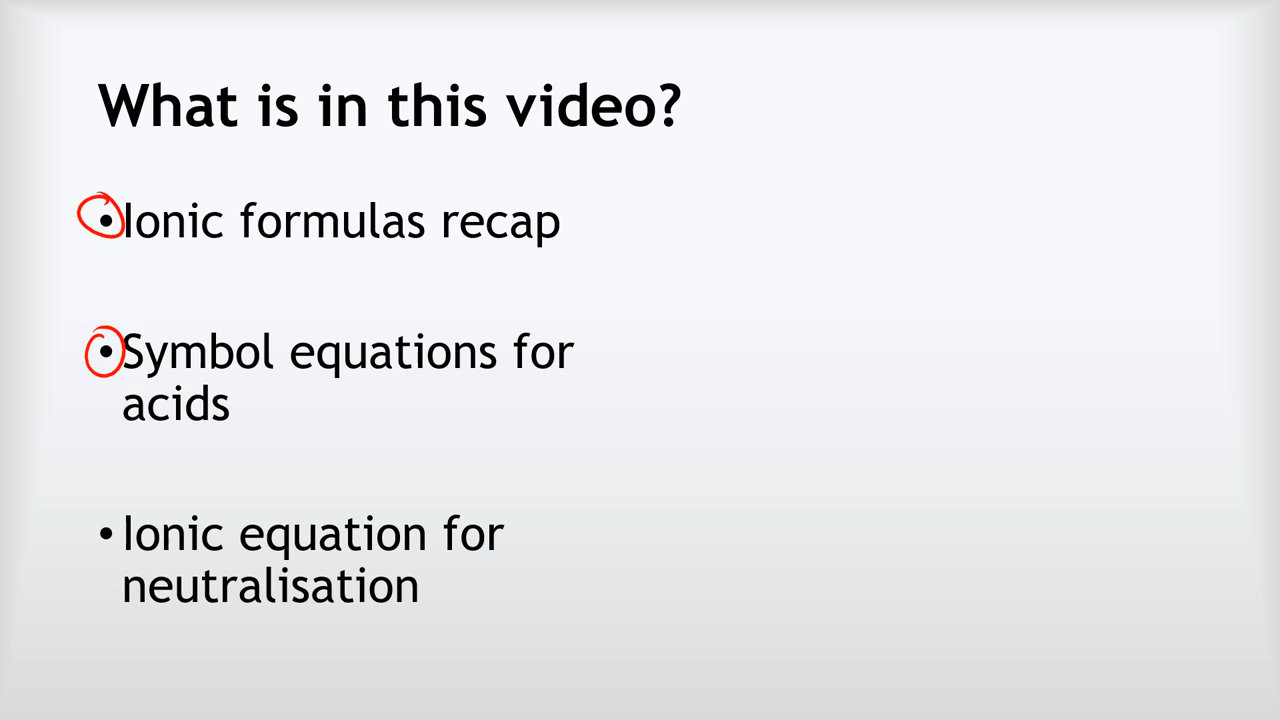 What is in this video?
•Ionic formulas recap
•Symbol equations for
acids
•Ionic equation for
neutralisation